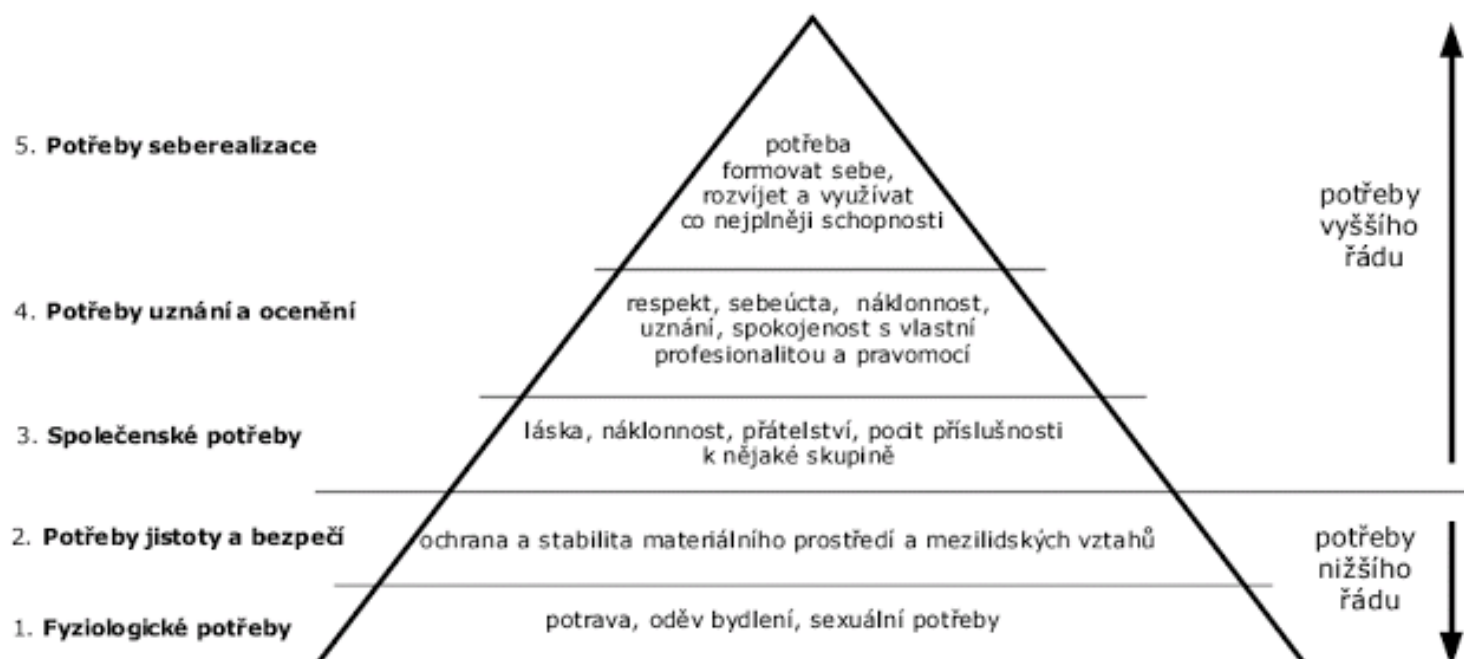 5. Potřeby seberealizace
potřeba
formovat sebe,
rozvíjet a využívat
co nejplněji schopnosti
potřeby
vyššího
řádu
4. Potřeby uznání a ocenění
respekt, sebeúcta, náklonnost,
uznání, spokojenost s vlastní
profesionalitou a pravomocí
3. Společenské potřeby
láska, náklonnost, přátelství, pocit příslušnosti
k nějaké skupině
2. Potřeby jistoty a bezpečí
ochrana a stabilita materiálního prostředí a mezilidských vztahů
potřeby
nižšího
řádu
1. Fyziologické potřeby
potrava, oděv bydlení, sexuální potřeby